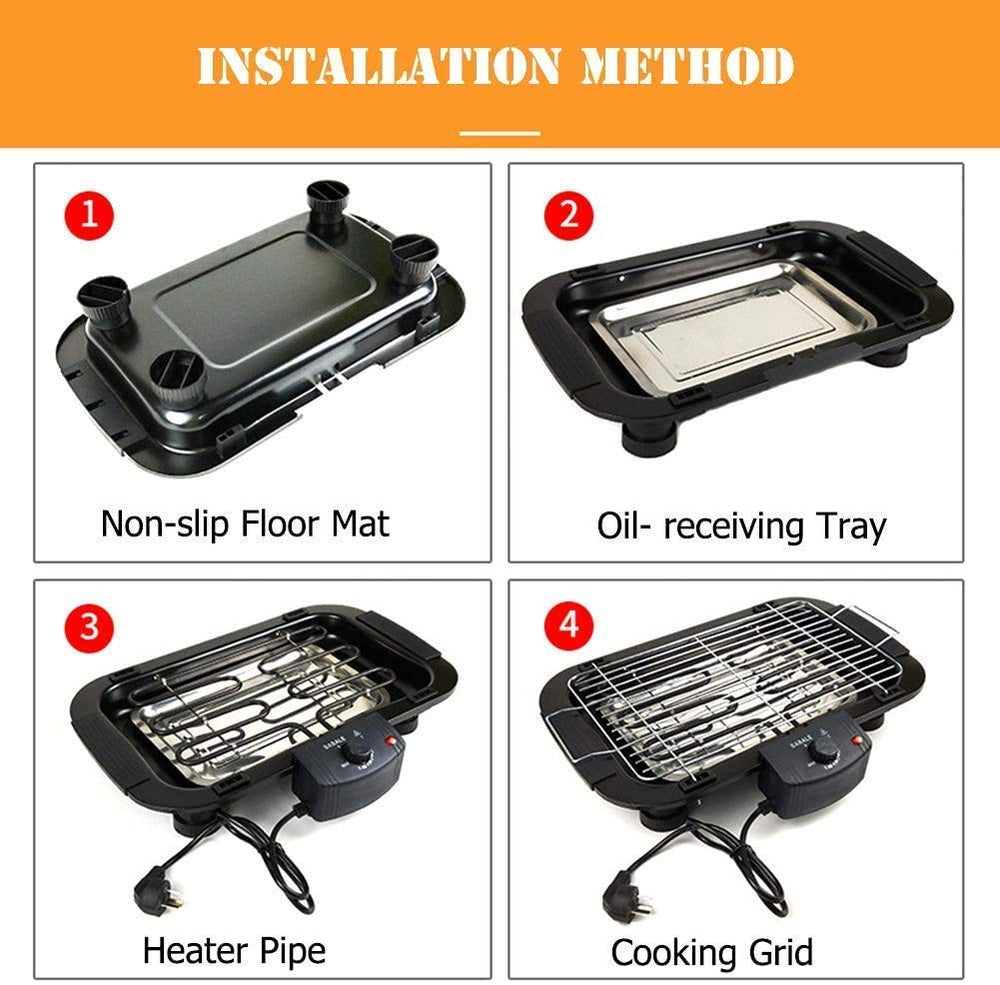 INSTALLATION METHOD
1
Non-slip Floor Mat
2
Oil- receiving Tray
3
Heater Pipe
4
Cooking Grid